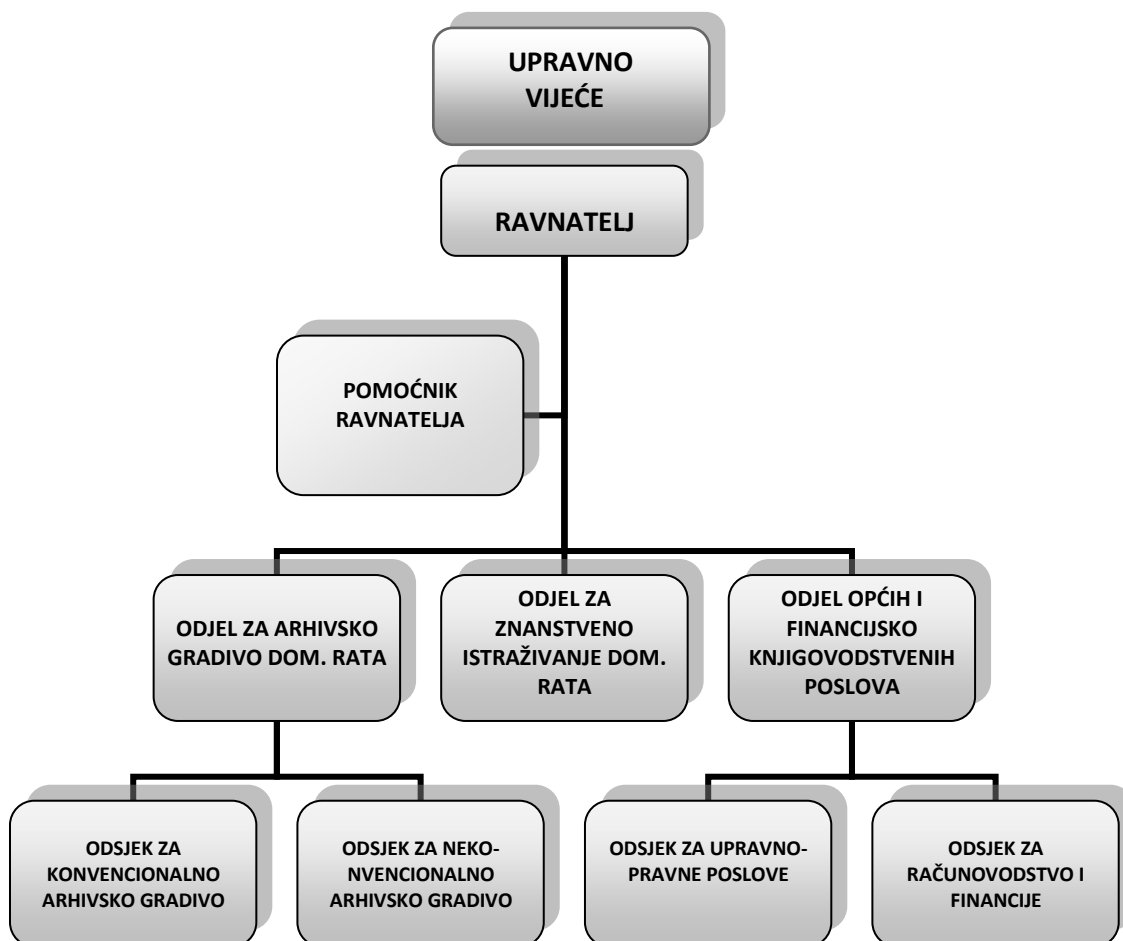 UPRAVNO
VIJEĆE
RAVNATELJ
POMOĆNIK
RAVNATELJA
ODJEL ZA ARHIVSKO
GRADIVO DOM. RATA
ODJEL ZA
ZNANSTVENO
ISTRAŽIVANJE DOM.
RATA
ODJEL OPĆIH I
FINANCIJSKO
KNJIGOVODSTVENIH
POSLOVA
ODSJEK ZA
KONVENCIONALNO
ARHIVSKO GRADIVO
ODSJEK ZA NEKO-
NVENCIONALNO
ARHIVSKO GRADIVO
ODSJEK ZA UPRAVNO-
PRAVNE POSLOVE
ODSJEK ZA
RAČUNOVODSTVO I
FINANCIJE